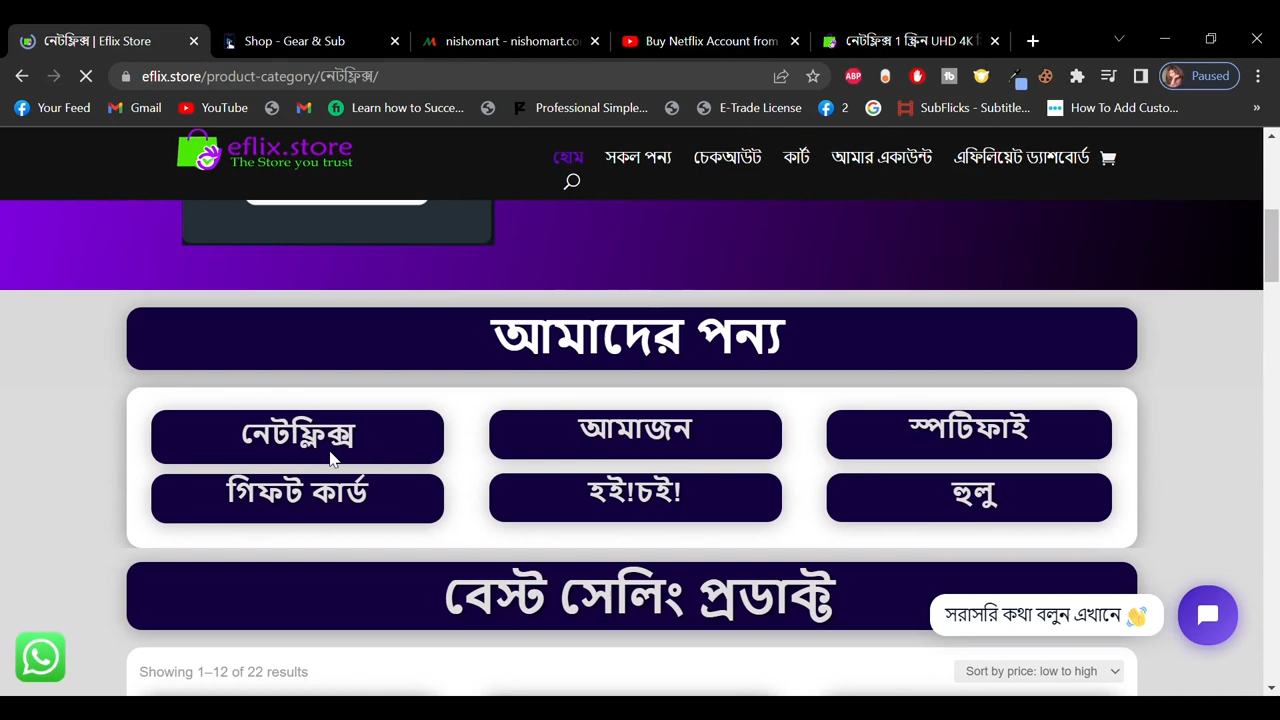 নেটফ্লিক্স | Eflix Store
Shop - Gear & Sub
nishomart - nishomart.co
Buy Netflix Account from
নেটফ্লিক্স 1 স্ক্রিন UHD 4K
eflix.store/product-category/নেটফ্লিক্স/
ABP
Paused
Your Feed
Gmail
YouTube
Learn how to Succe...
Professional Simple...
E-Trade License
2
SubFlicks - Subtitle...
How To Add Custo...
eflix.store
The Store you trust
হোম
সকল পন্য
চেকআউট
কার্ট
আমার একাউন্ট
এফিলিয়েট ড্যাশবোর্ড
আমাদের পন্য
নেটফ্লিক্স
আমাজন
স্পটিফাই
গিফট কার্ড
হই!চই!
হুলু
বেস্ট সেলিং প্রডাক্ট
সরাসরি কথা বলুন এখানে 👋
Showing 1–12 of 22 results
Sort by price: low to high